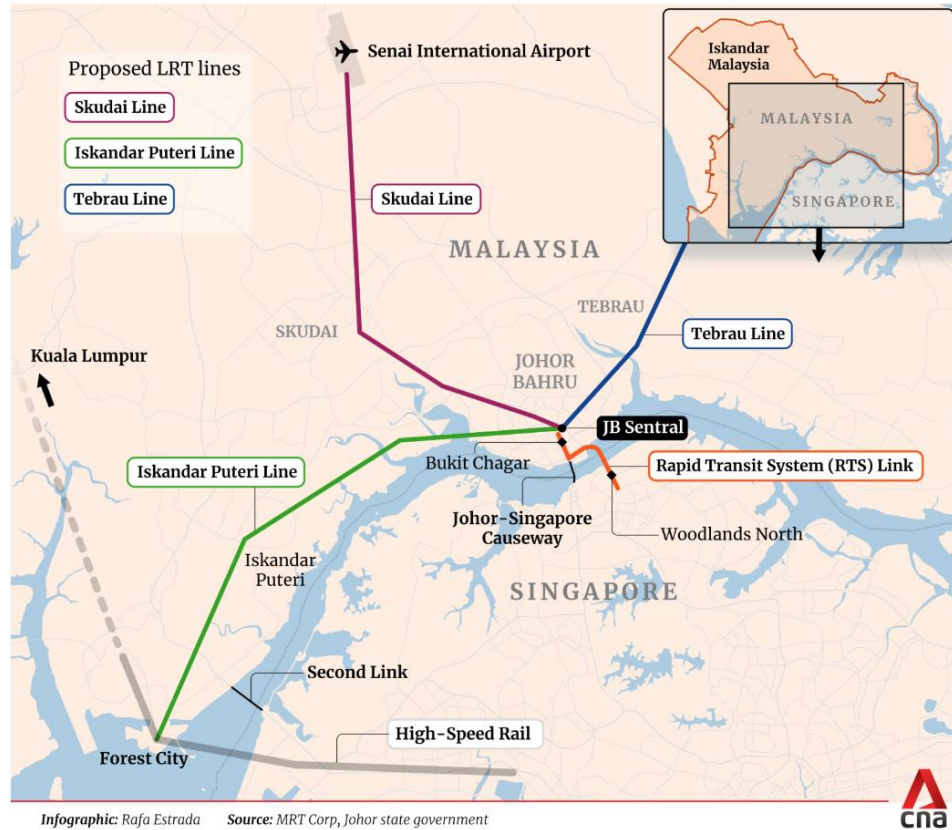 Senai International Airport
Proposed LRT lines
Skudai Line
Iskandar Puteri Line
Tebrau Line
Iskandar
Malaysia
MALAYSIA
SINGAPORE
Skudai Line
MALAYSIA
TEBRAU
SKUDAI
Tebrau Line
Kuala Lumpur
JOHOR
BAHRU
JB Sentral
Bukit Chagar
Iskandar Puteri Line
Rapid Transit System (RTS) Link
Johor-Singapore
Causeway
Woodlands North
Iskandar
Puteri
SINGAPORE
Second Link
High-Speed Rail
Forest City
Infographic: Rafa Estrada Source: MRT Corp, Johor state government
cna